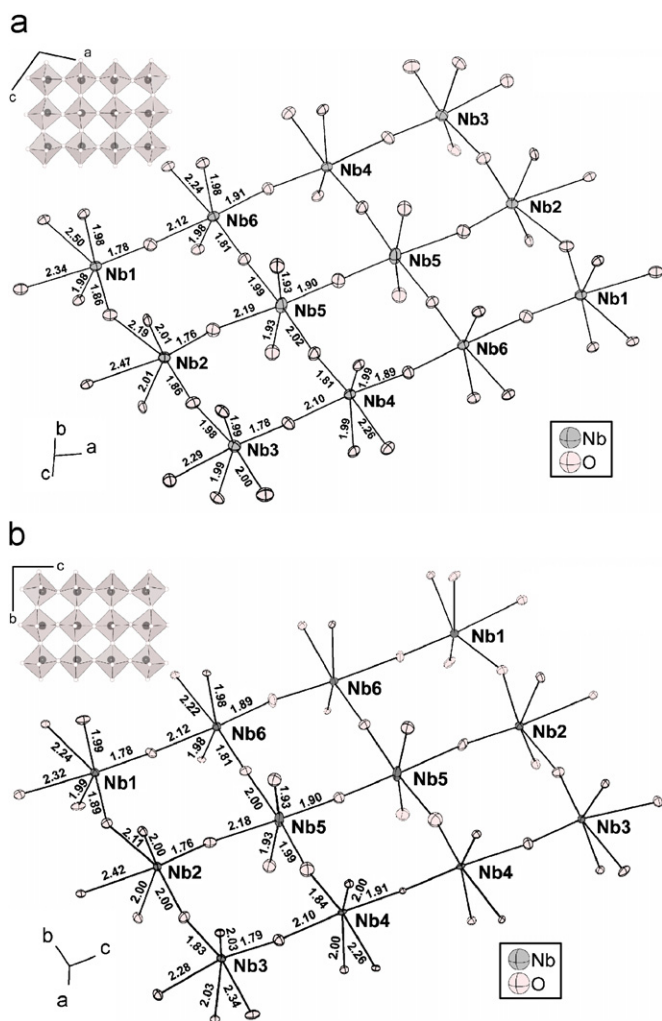 a
a
c
Nb3
Nb4
2.24
1.98
1.91
Nb6
1.98
2.12
1.81
Nb2
2.50
1.98
1.78
2.34
Nb1
1.98
1.86
1.99
1.93
1.90
Nb5
Nb5
Nb1
2.19
2.01
1.76
2.19
1.93
2.02
Nb6
Nb2
2.47
2.01
1.86
1.81
1.99
1.89
Nb4
1.98
1.99
1.78
2.10
1.99
2.26
Nb3
2.29
1.99
2.00
b
a
c
Nb
O
b
c
b
Nb1
Nb6
2.22
1.98
1.89
Nb6
1.98
2.12
1.81
Nb2
2.24
1.99
1.78
2.32
Nb1
1.99
1.89
2.00
1.93
1.90
Nb5
Nb5
Nb3
2.11
2.00
1.76
2.18
1.93
1.99
Nb4
Nb2
2.42
2.00
2.00
1.84
2.00
1.91
Nb4
1.83
2.03
1.79
2.10
2.00
2.26
Nb3
2.28
2.03
2.34
b
c
a
Nb
O